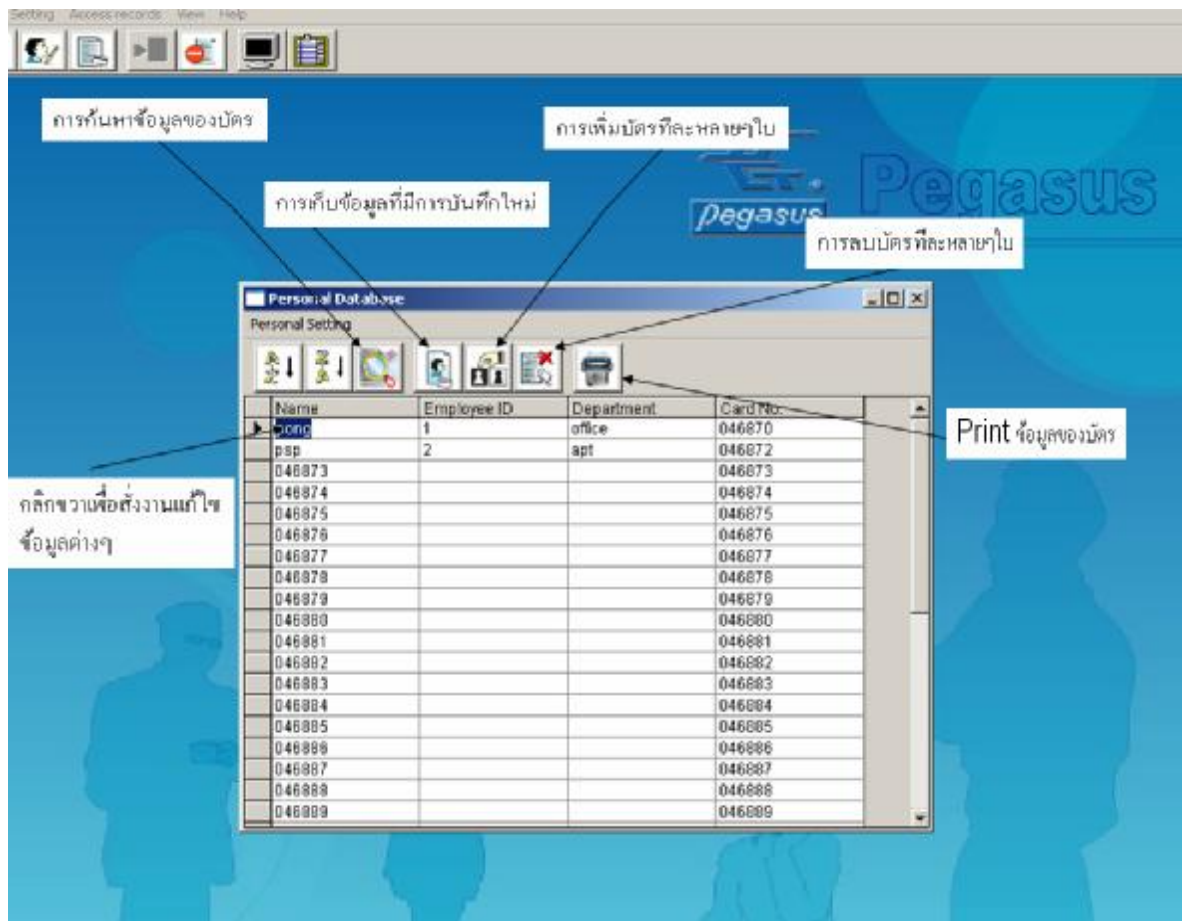 Setting Access records View Help
การค้นหาข้อมูลของบัตร
การเพิ่มบัตรทีละหลายๆใบ
การเก็บข้อมูลที่มีการบันทึกใหม่
Pegasus
pegasus
การลบบัตรทีละหลายๆใบ
Personal Database
Personal Setting
Name Employee ID Department Card No.
pong 1 office 046870
psp 2 apt 046872
046873 046873
046874 046874
046875 046875
046876 046876
046877 046877
046878 046878
046879 046879
046880 046880
046881 046881
046882 046882
046883 046883
046884 046884
046885 046885
046886 046886
046887 046887
046888 046888
046889 046889
Print ข้อมูลของบัตร
คลิกขวาเพื่อสั่งงานแก้ไข
ข้อมูลต่างๆ